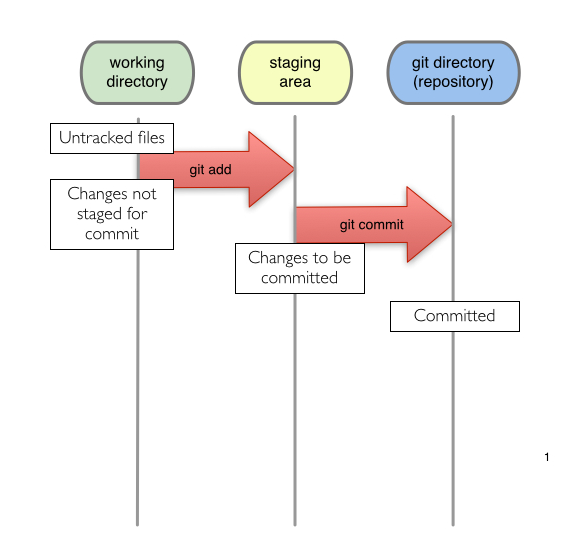 working
directory
staging
area
git directory
(repository)
Untracked files
git add
Changes not
staged for
commit
git commit
Changes to be
committed
Committed
1